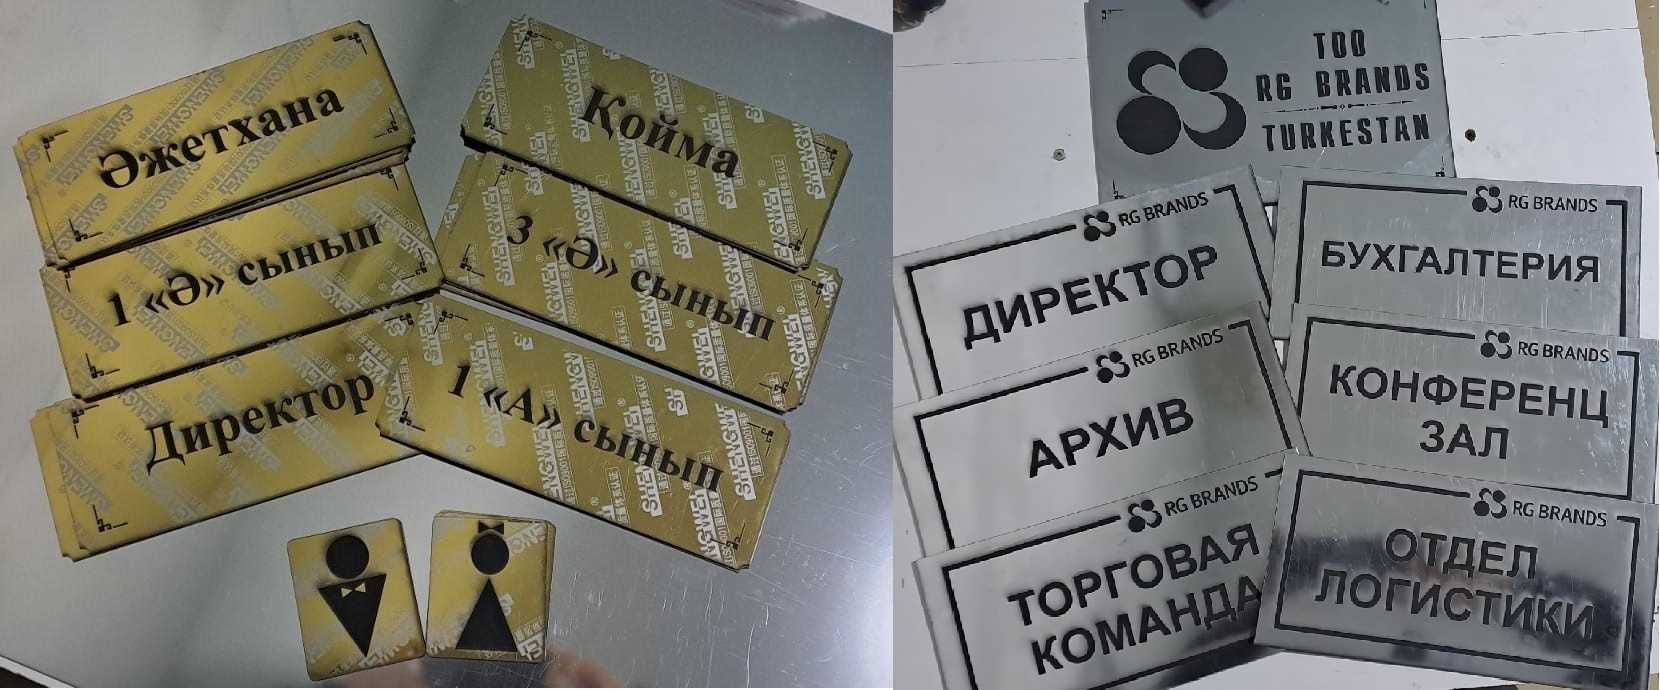 Әжетхана
1 «Ә» сынып
Директор
Қойма
3 «Ә» сынып
1 «А» сынып
SHENGWEI
ТОО
RG BRANDS
TURKESTAN
RG BRANDS
ДИРЕКТОР
RG BRANDS
АРХИВ
RG BRANDS
ТОРГОВАЯ
КОМАНДА
RG BRANDS
БУХГАЛТЕРИЯ
RG BRANDS
КОНФЕРЕНЦ
ЗАЛ
RG BRANDS
ОТДЕЛ
ЛОГИСТИКИ